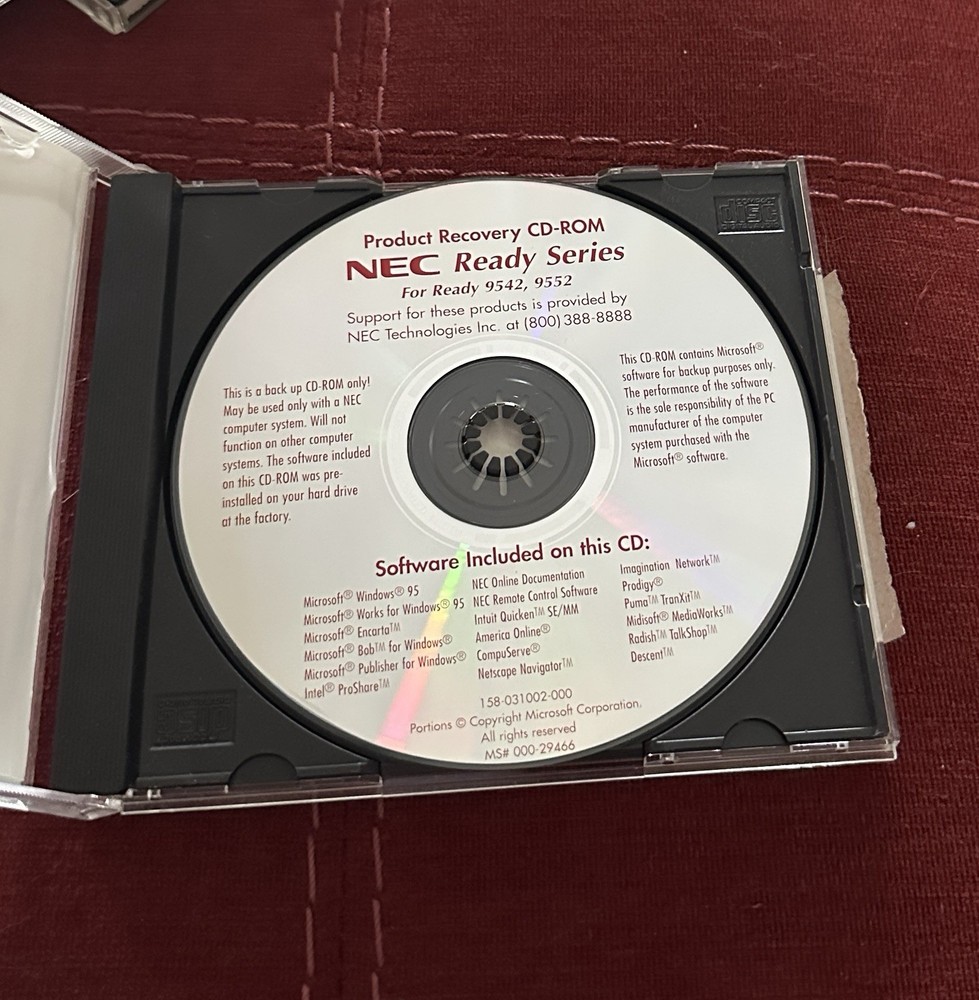 Product Recovery CD-ROM
NEC Ready Series
For Ready 9542, 9552
Support for these products is provided by
NEC Technologies Inc. at (800) 388-8888
This is a back up CD-ROM only!
May be used only with a NEC
computer system. Will not
function on other computer
systems. The software included
on this CD-ROM was pre-
installed on your hard drive
at the factory.
This CD-ROM contains Microsoft®
software for backup purposes only.
The performance of the software
is the sole responsibility of the PC
manufacturer of the computer
system purchased with the
Microsoft® software.
Software Included on this CD:
Microsoft® Windows® 95
Microsoft® Works for Windows® 95
Microsoft® Encarta™
Microsoft® Bob™ for Windows®
Microsoft® Publisher for Windows®
Intel® ProShare™
NEC Online Documentation
NEC Remote Control Software
Intuit Quicken™ SE/MM
America Online®
CompuServe®
Netscape Navigator™
Imagination Network™
Prodigy®
Puma™ TranXit™
Midisoft® MediaWorks™
Radish™ TalkShop™
Descent™
158-031002-000
Portions © Copyright Microsoft Corporation,
All rights reserved
MS# 000-29466
COMPACT
disc